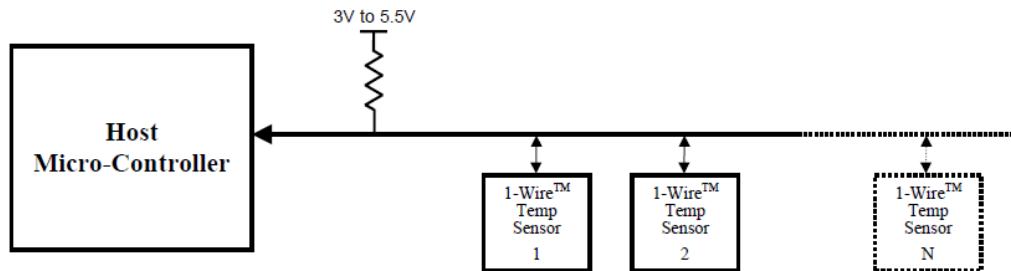 3V to 5.5V
Host
Micro-Controller
1-Wire™
Temp
Sensor
1
1-Wire™
Temp
Sensor
2
1-Wire™
Temp
Sensor
N